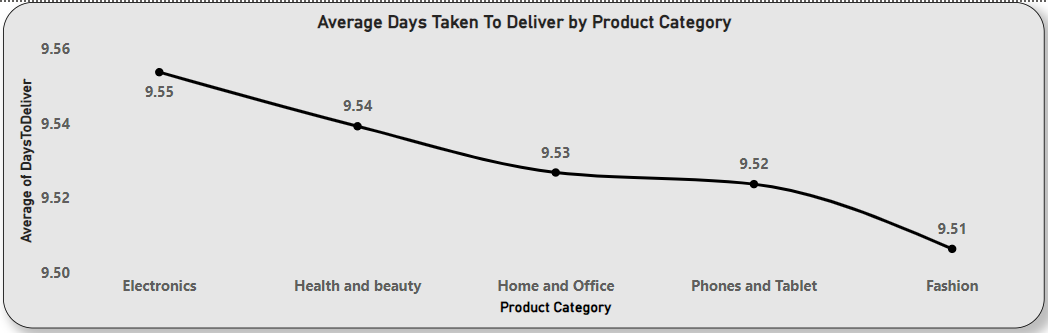 Average Days Taken To Deliver by Product Category
9.56
9.54
9.52
9.50
Average of DaysToDeliver
9.55
9.54
9.53
9.52
9.51
Electronics
Health and beauty
Home and Office
Phones and Tablet
Fashion
Product Category